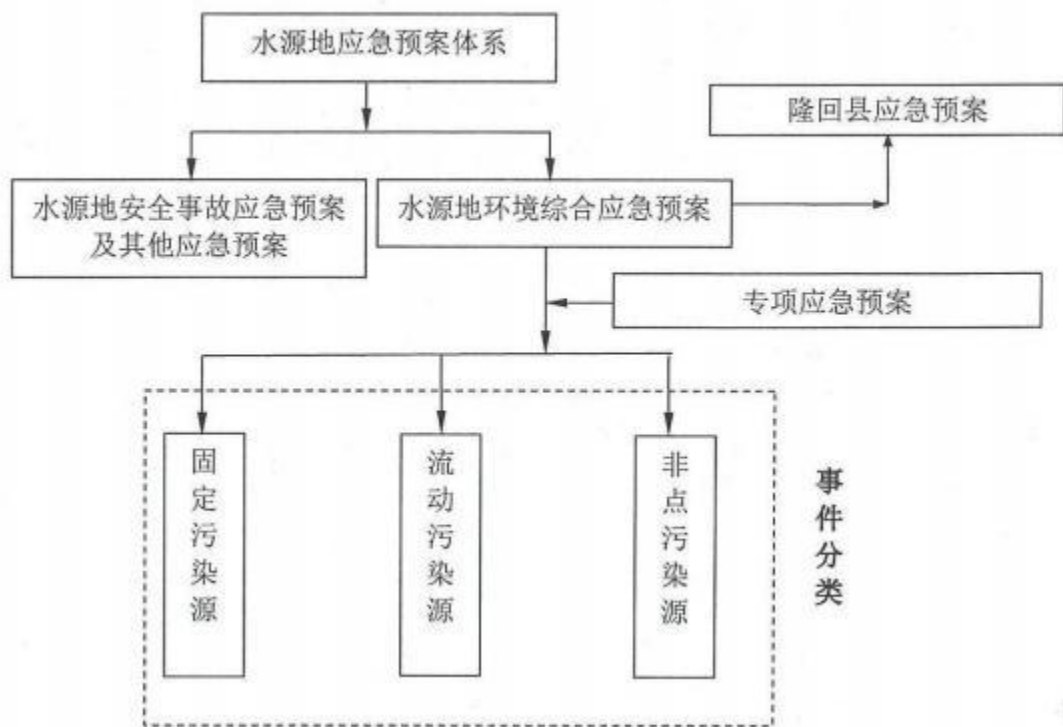 水源地应急预案体系
隆回县应急预案
水源地安全事故应急预案
及其他应急预案
水源地环境综合应急预案
专项应急预案
固定污染源
流动污染源
非点污染源
事件分类